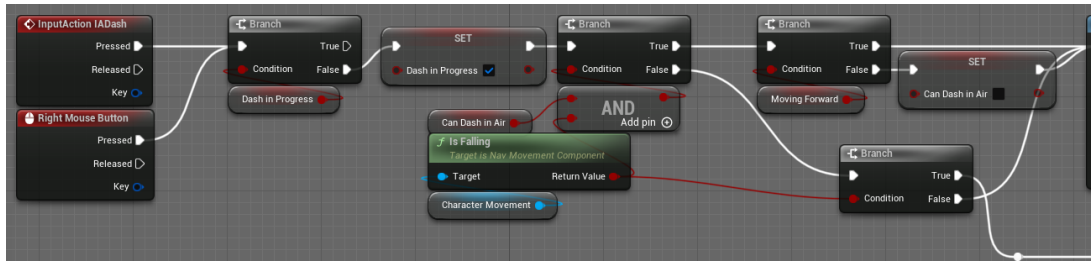 InputAction IADash
Pressed
Released
Key
Right Mouse Button
Pressed
Released
Key
Branch
True
Condition
False
Dash in Progress
SET
Dash in Progress
Branch
True
Condition
False
Can Dash in Air
AND
Add pin
f Is Falling
Target is Nav Movement Component
Target
Return Value
Character Movement
Branch
True
Condition
False
Moving Forward
SET
Can Dash in Air
Branch
True
Condition
False